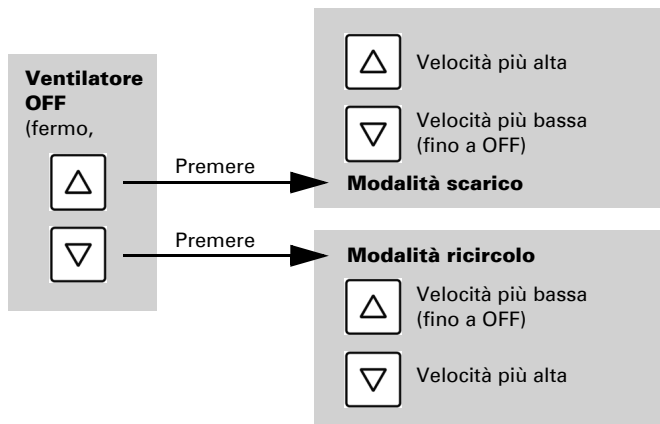 Ventilatore
OFF
(fermo,
Premere
Premere
Velocità più alta
Velocità più bassa
(fino a OFF)
Modalità scarico
Modalità ricircolo
Velocità più bassa
(fino a OFF)
Velocità più alta